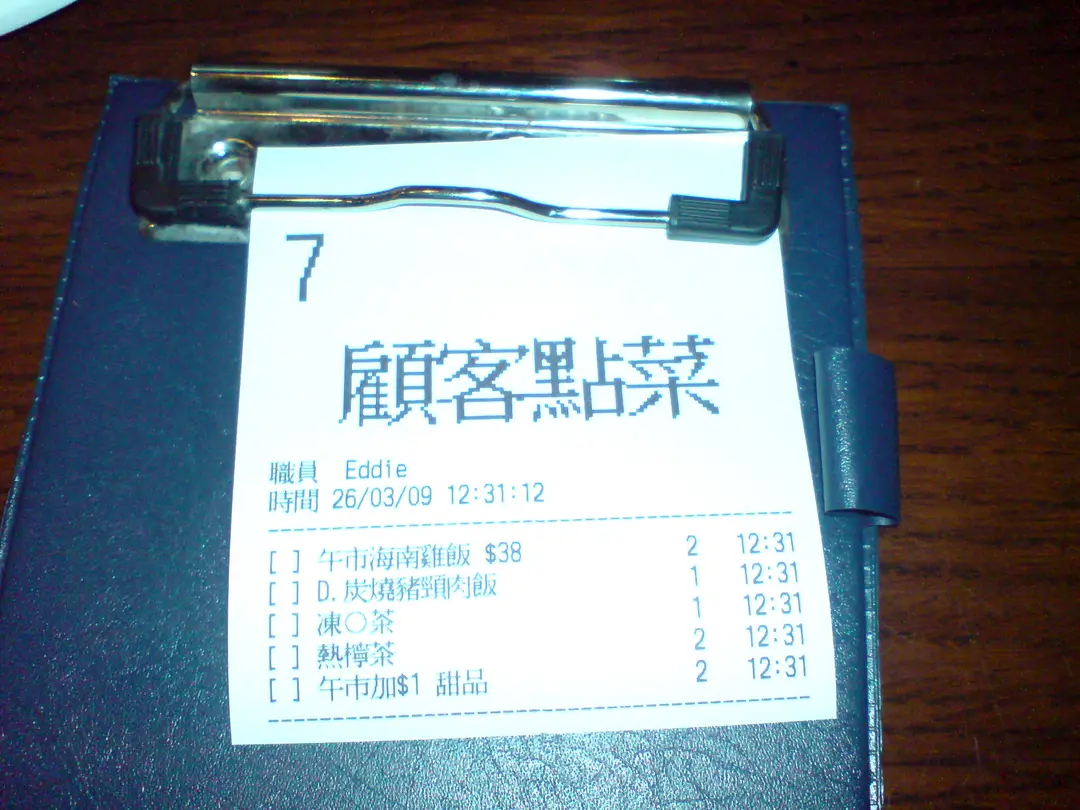 7
顧客點菜
職員 Eddie
時間 26/03/09 12:31:12
[ ] 午市海南雞飯 $38 2 12:31
[ ] D.炭燒豬頸肉飯 1 12:31
[ ] 凍○茶 1 12:31
[ ] 熱檸茶 2 12:31
[ ] 午市加$1 甜品 2 12:31